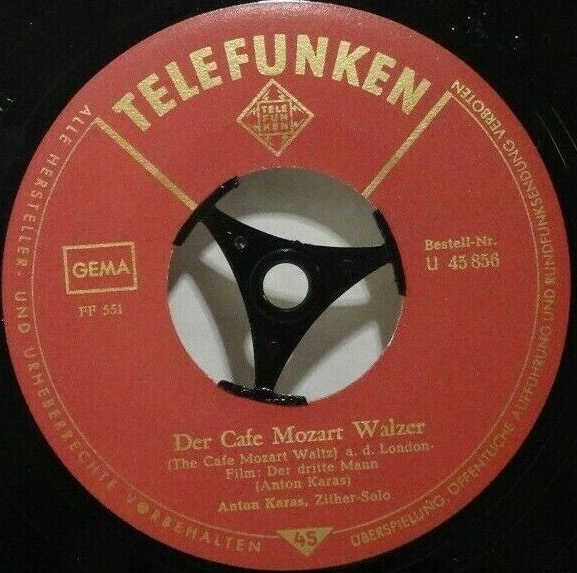 TELEFUNKEN
TELE
FUN
KEN
GEMA
FF 551
Bestell-Nr.
U 45 856
Der Cafe Mozart Walzer
(The Cafe Mozart Waltz) a. d. London-
Film: Der dritte Mann
(Anton Karas)
Anton Karas, Zither-Solo
45
ALLE HERSTELLER- UND URHEBERRECHTE VORBEHALTEN
ÜBERSPIELUNG, ÖFFENTLICHE AUFFÜHRUNG UND RUNDFUNKSENDUNG VERBOTEN